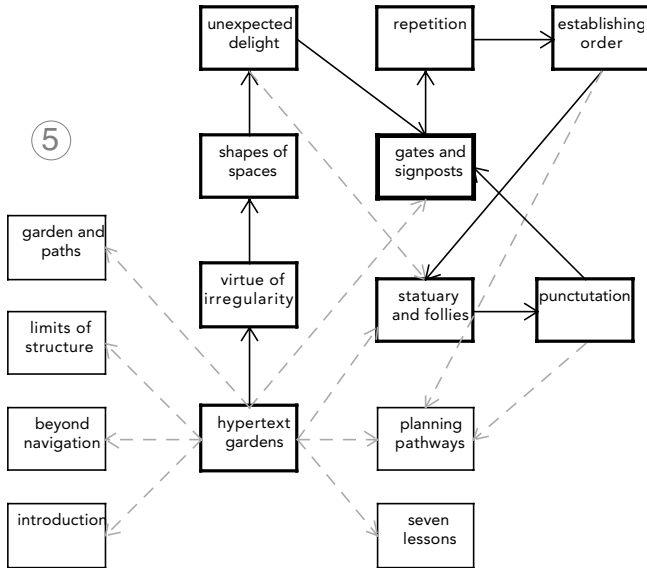 unexpected
delight
repetition
establishing
order
5
shapes of
spaces
gates and
signposts
garden and
paths
virtue of
irregularity
statuary
and follies
punctutation
limits of
structure
beyond
navigation
hypertext
gardens
planning
pathways
introduction
seven
lessons